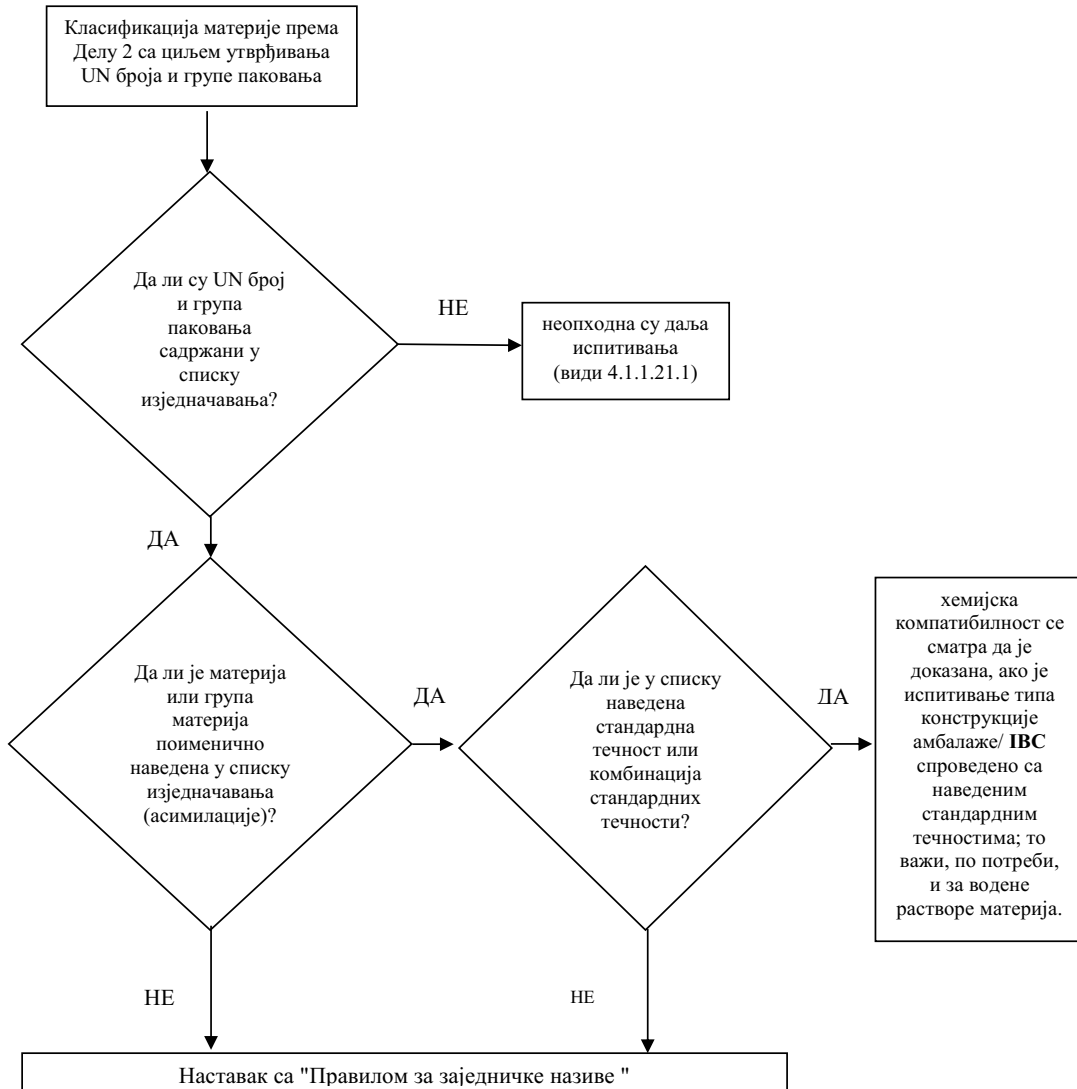 Класификација материје према
Делу 2 са циљем утврђивања
UN броја и групе паковања
Да ли су UN број
и група
паковања
садржани у
списку
изједначавања?
НЕ
неопходна су даља
испитивања
(види 4.1.1.21.1)
ДА
Да ли је материја
или група
материја
поименично
наведена у списку
изједначавања
(асимилације)?
ДА
Да ли је у списку
наведена
стандардна
течност или
комбинација
стандардних
течности?
ДА
хемијска
компатибилност се
сматра да је
доказана, ако је
испитивање типа
конструкције
амбалаже/ IBC
спроведено са
наведеним
стандардним
течностима; то
важи, по потреби,
и за водене
растворе материја.
НЕ
НЕ
Наставак са "Правилом за заједничке називе "